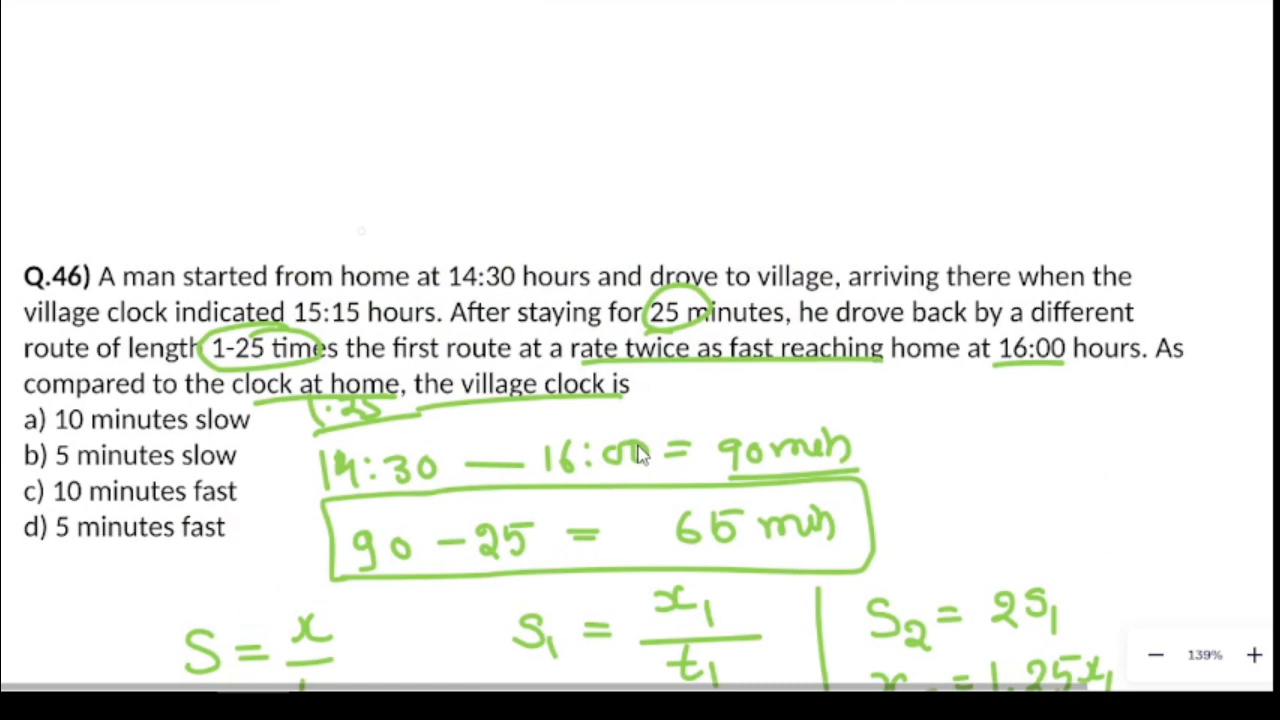 Q.46) A man started from home at 14:30 hours and drove to village, arriving there when the
village clock indicated 15:15 hours. After staying for 25 minutes, he drove back by a different
route of length 1-25 times the first route at a rate twice as fast reaching home at 16:00 hours. As
compared to the clock at home, the village clock is
a) 10 minutes slow
1.25
b) 5 minutes slow
14:30 — 16:00 = 90 min
c) 10 minutes fast
d) 5 minutes fast
90 - 25 = 65 min
S = x
S₁ = x₁ / t₁
S₂ = 2S₁
= 1.25x₁
139%